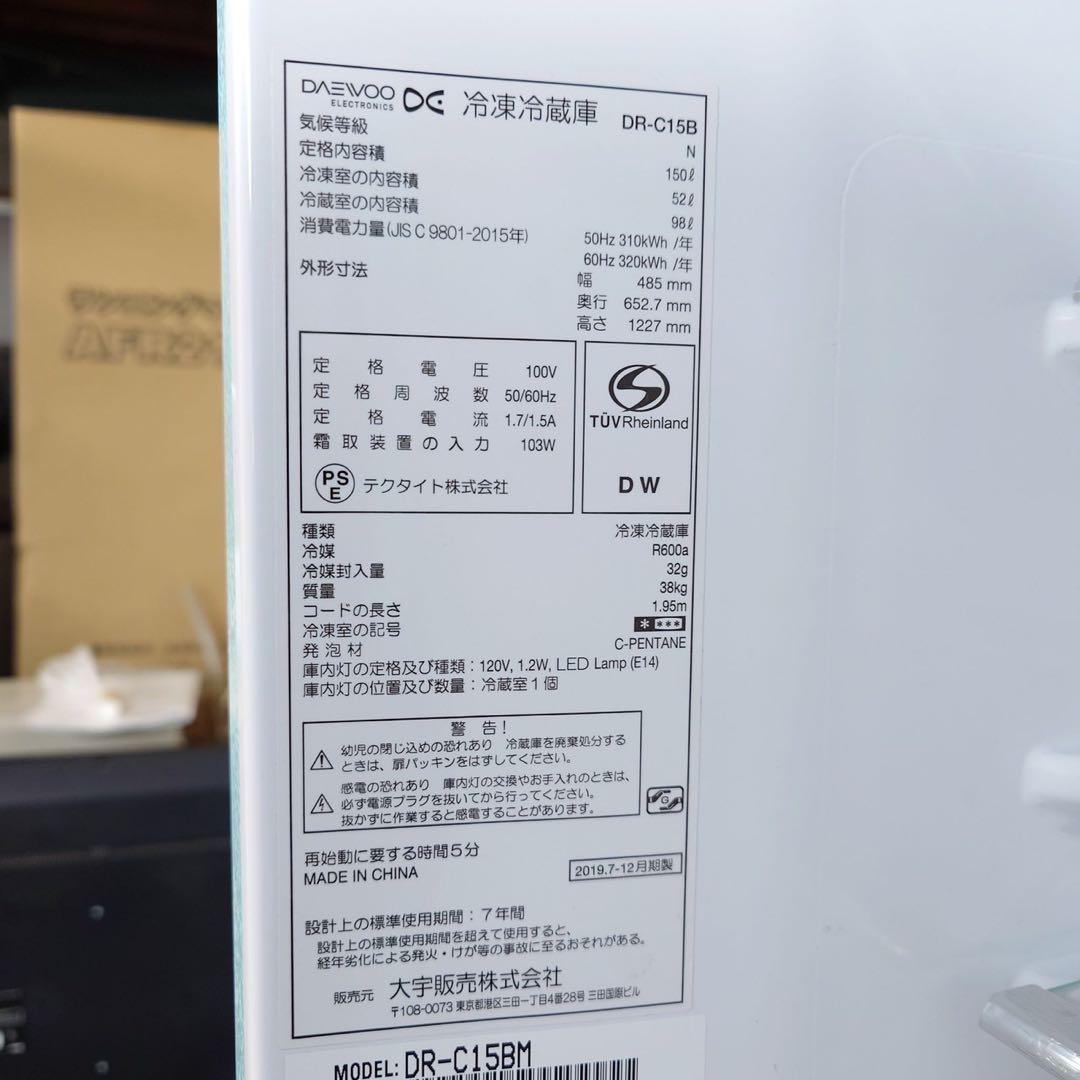 DAEWOO ELECTRONICS 冷凍冷蔵庫 DR-C15B
気候等級 N
定格内容積 150ℓ
冷凍室の内容積 52ℓ
冷蔵室の内容積 98ℓ
消費電力量(JIS C 9801-2015年) 50Hz 310kWh /年
60Hz 320kWh /年
外形寸法 幅 485 mm
奥行 652.7 mm
高さ 1227 mm
定格電圧 100V
定格周波数 50/60Hz
定格電流 1.7/1.5A
霜取装置の入力 103W
PSE テクタイト株式会社
TÜVRheinland
DW
種類 冷凍冷蔵庫
冷媒 R600a
冷媒封入量 32g
質量 38kg
コードの長さ 1.95m
冷凍室の記号 * ***
発泡材 C-PENTANE
庫内灯の定格及び種類:120V, 1.2W, LED Lamp (E14)
庫内灯の位置及び数量:冷蔵室1個
警告!
幼児の閉じ込めの恐れあり 冷蔵庫を廃棄処分する
ときは、扉パッキンをはずしてください。
感電の恐れあり 庫内灯の交換やお手入れのときは、
必ず電源プラグを抜いてから行ってください。
抜かずに作業すると感電することがあります。
G
再始動に要する時間5分
MADE IN CHINA
2019.7-12月期製
設計上の標準使用期間:7年間
設計上の標準使用期間を超えて使用すると、
経年劣化による発火・けが等の事故に至るおそれがある。
販売元 大宇販売株式会社
〒108-0073 東京都港区三田一丁目4番28号 三田国際ビル
MODEL: DR-C15BM